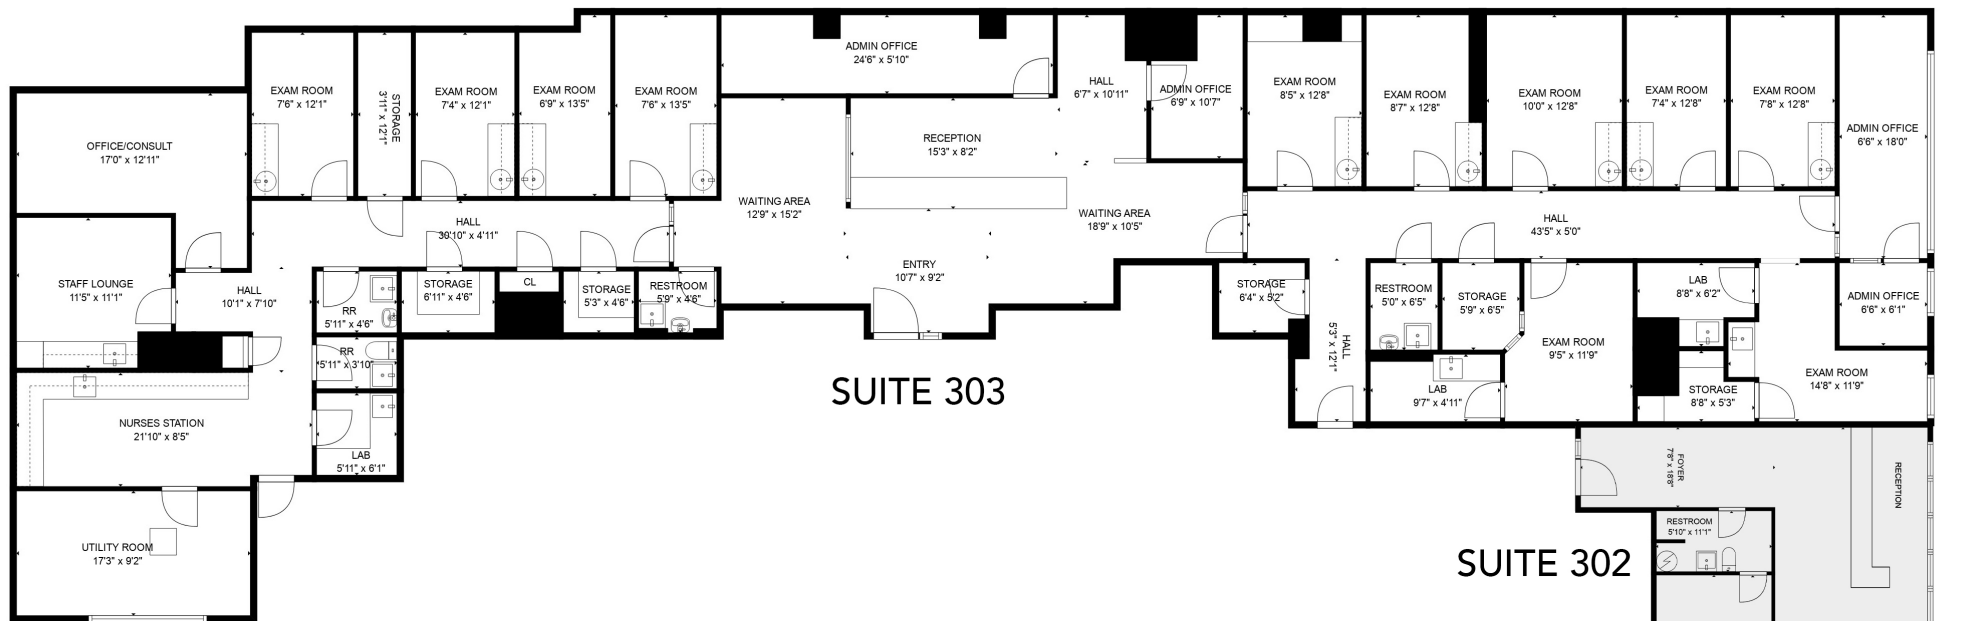 EXAM ROOM
7'6" x 12'1"
STORAGE
3'11" x 12'1"
EXAM ROOM
7'4" x 12'1"
EXAM ROOM
6'9" x 13'5"
EXAM ROOM
7'6" x 13'5"
ADMIN OFFICE
24'6" x 5'10"
HALL
6'7" x 10'11"
ADMIN OFFICE
6'9" x 10'7"
EXAM ROOM
8'5" x 12'8"
EXAM ROOM
8'7" x 12'8"
EXAM ROOM
10'0" x 12'8"
EXAM ROOM
7'4" x 12'8"
EXAM ROOM
7'8" x 12'8"
ADMIN OFFICE
6'6" x 18'0"
OFFICE/CONSULT
17'0" x 12'11"
RECEPTION
15'3" x 8'2"
WAITING AREA
12'9" x 15'2"
WAITING AREA
18'9" x 10'5"
HALL
30'10" x 4'11"
HALL
43'5" x 5'0"
ENTRY
10'7" x 9'2"
STAFF LOUNGE
11'5" x 11'1"
HALL
10'1" x 7'10"
RR
5'11" x 4'6"
STORAGE
6'11" x 4'6"
CL
STORAGE
5'3" x 4'6"
RESTROOM
5'9" x 4'6"
STORAGE
6'4" x 5'2"
HALL
5'3" x 12'1"
RESTROOM
5'0" x 6'5"
STORAGE
5'9" x 6'5"
EXAM ROOM
9'5" x 11'9"
LAB
8'8" x 6'2"
ADMIN OFFICE
6'6" x 6'1"
RR
5'11" x 3'10"
LAB
9'7" x 4'11"
STORAGE
8'8" x 5'3"
EXAM ROOM
14'8" x 11'9"
SUITE 303
NURSES STATION
21'10" x 8'5"
LAB
5'11" x 6'1"
FOYER
7'8" x 18'8"
RECEPTION
UTILITY ROOM
17'3" x 9'2"
RESTROOM
5'10" x 11'1"
SUITE 302